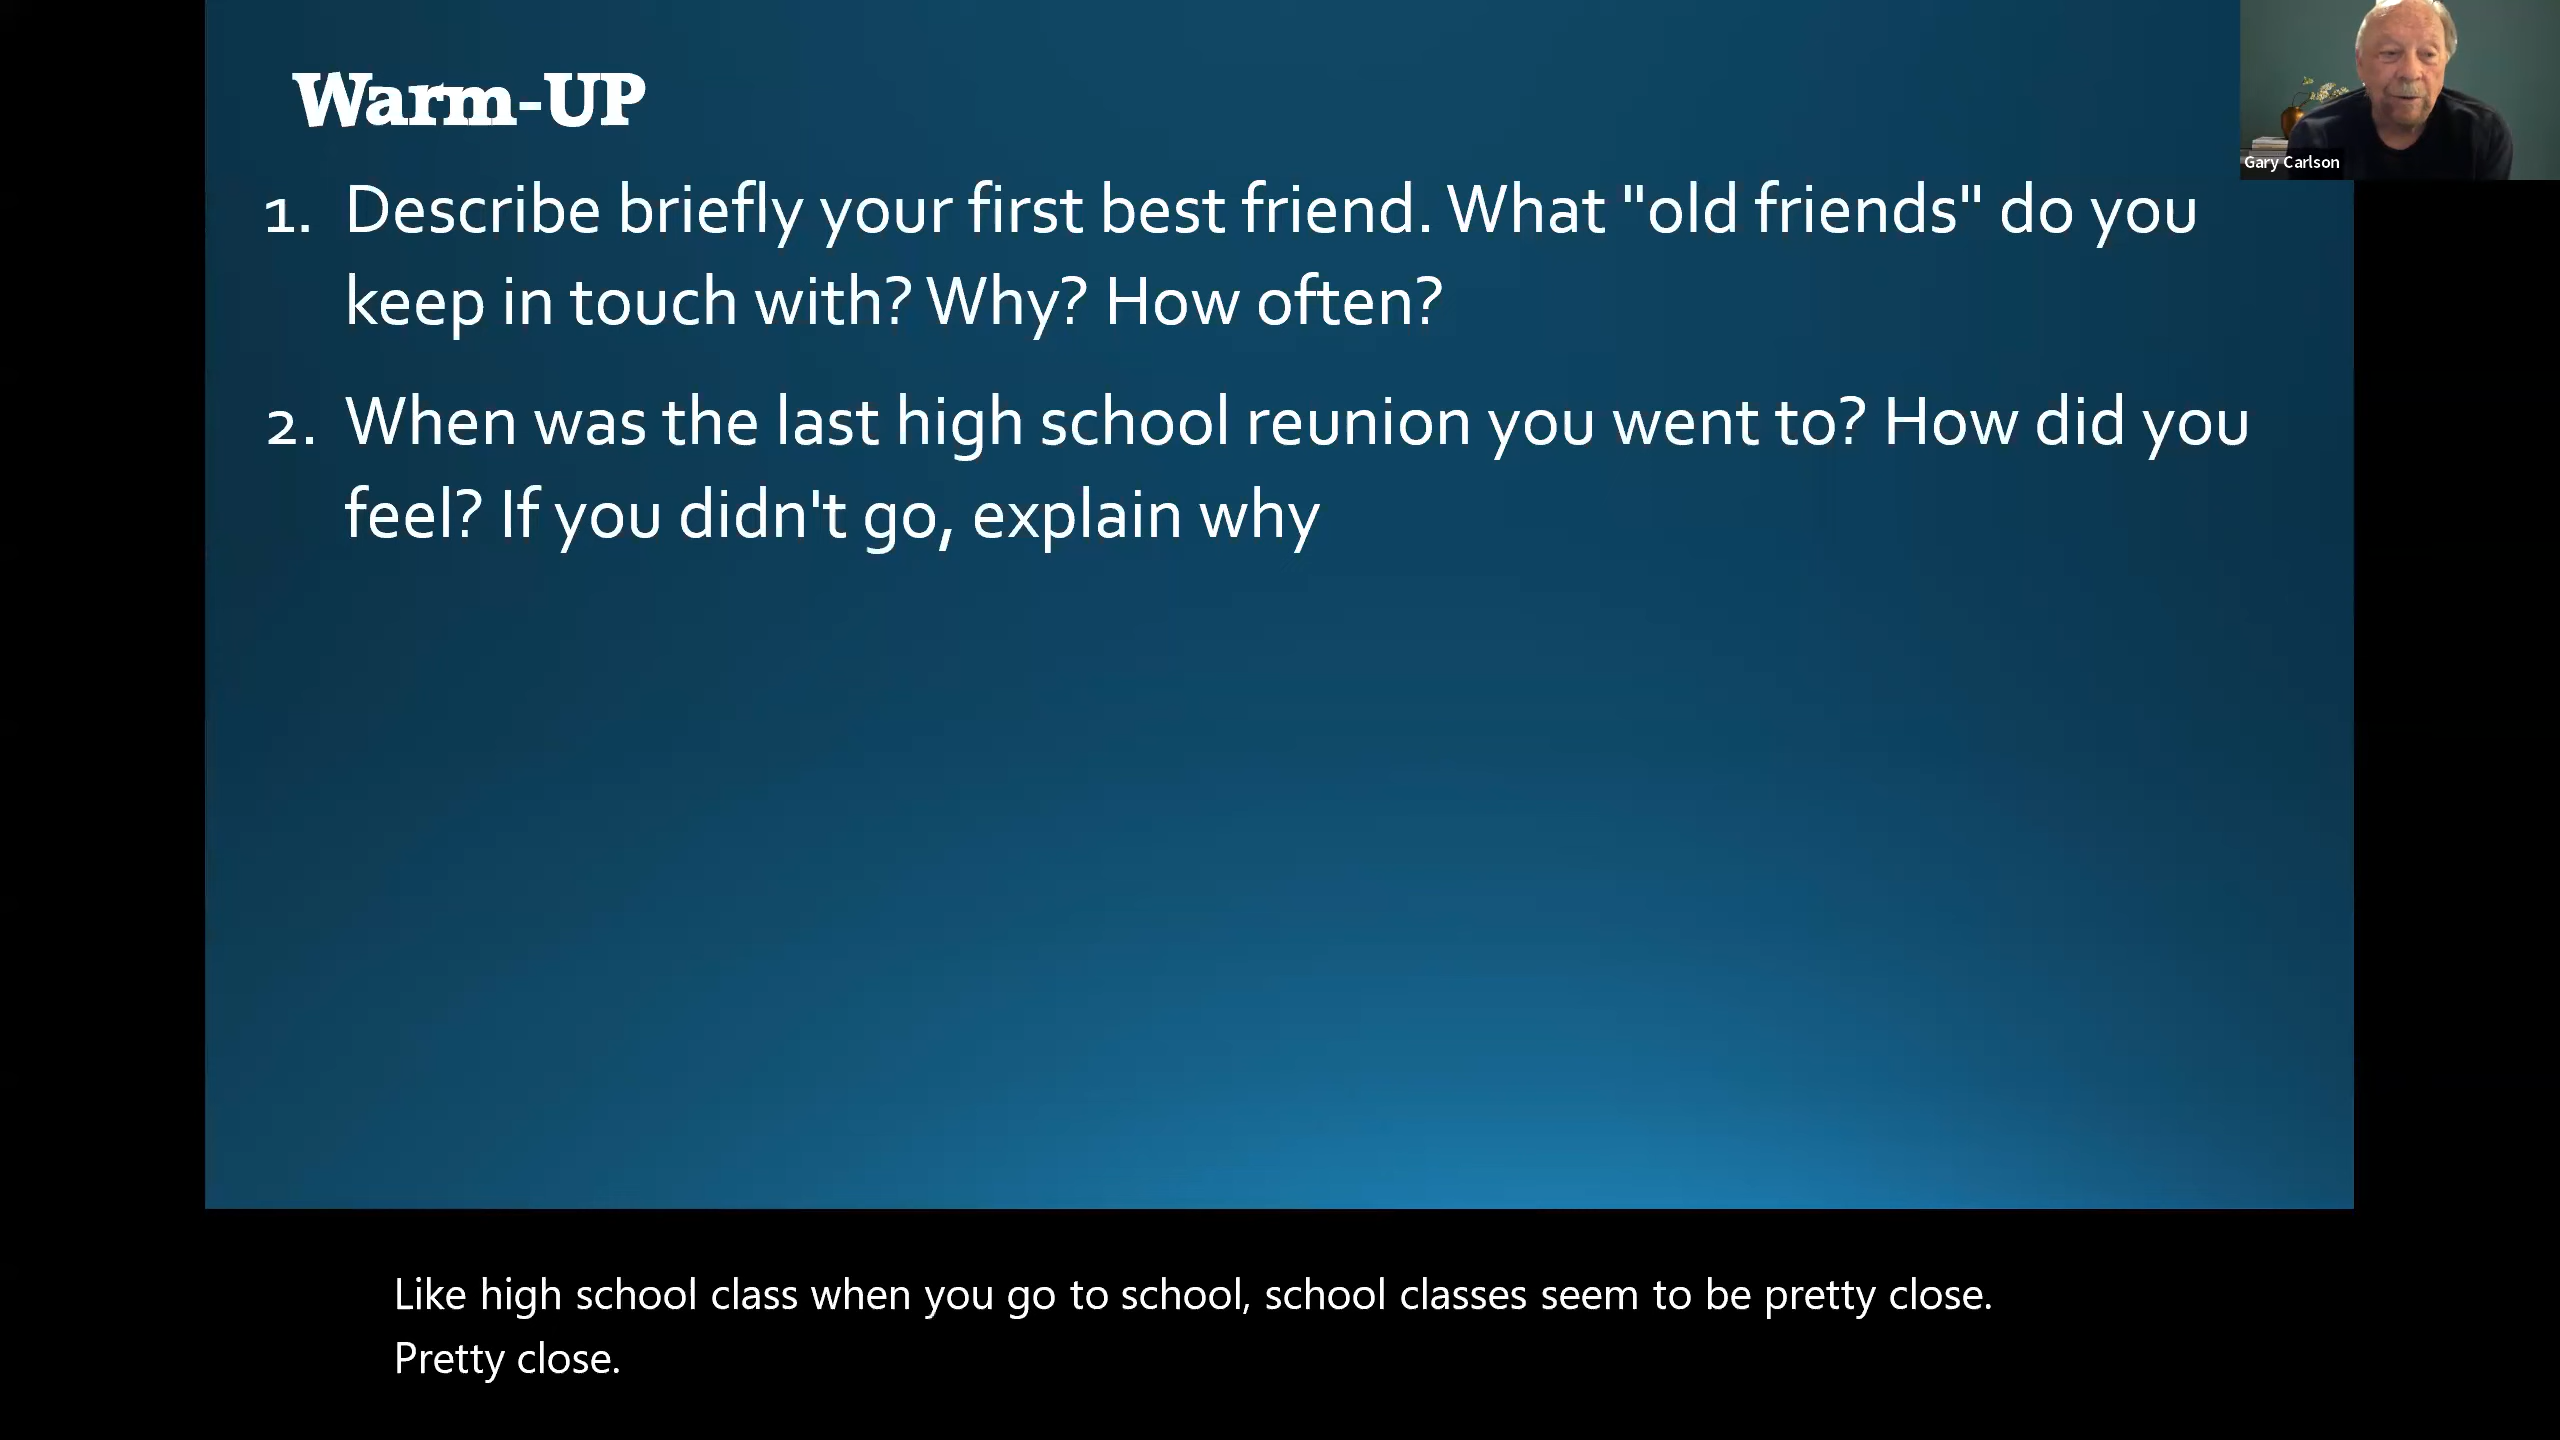 Warm-UP
Gary Carlson
1. Describe briefly your first best friend. What "old friends" do you
keep in touch with? Why? How often?
2. When was the last high school reunion you went to? How did you
feel? If you didn't go, explain why
Like high school class when you go to school, school classes seem to be pretty close.
Pretty close.